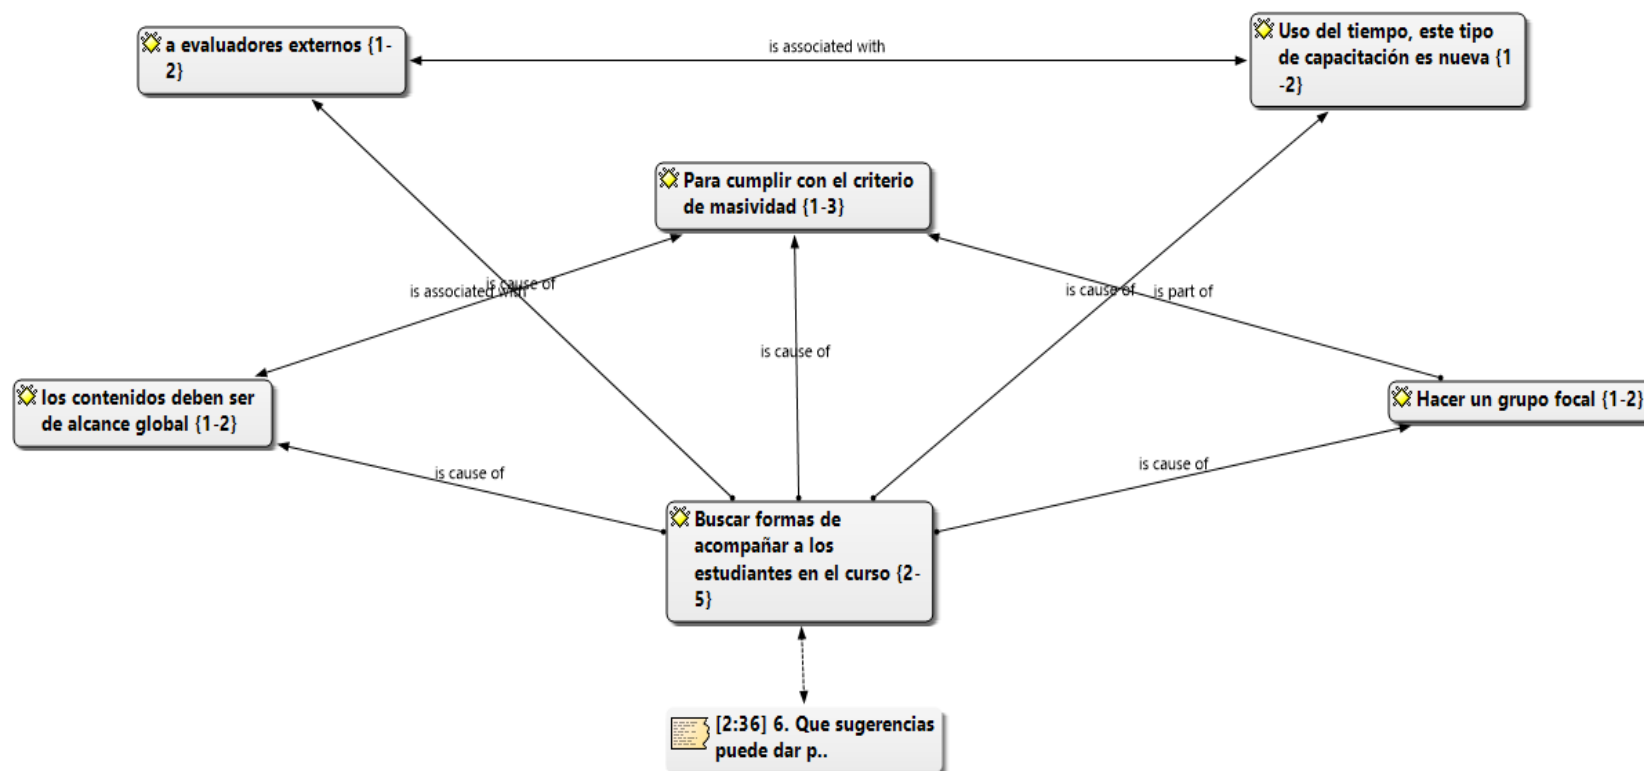 a evaluadores externos {1-
2}
is associated with
Uso del tiempo, este tipo
de capacitación es nueva {1
-2}
Para cumplir con el criterio
de masividad {1-3}
is associated with
is cause of
is cause of
is part of
is cause of
los contenidos deben ser
de alcance global {1-2}
Hacer un grupo focal {1-2}
is cause of
is cause of
Buscar formas de
acompañar a los
estudiantes en el curso {2-
5}
[2:36] 6. Que sugerencias
puede dar p..